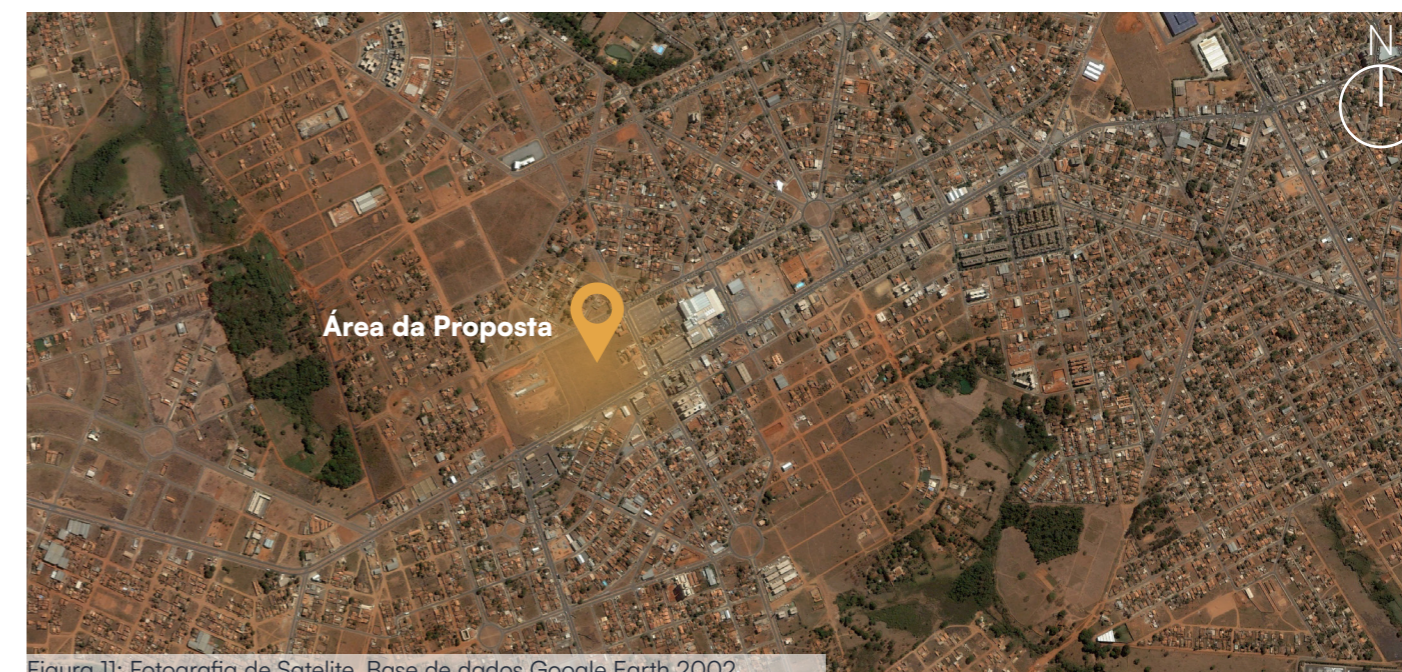 N
Área da Proposta
Figura 11: Fotografia de Satelite. Base de dados Google Earth 2002